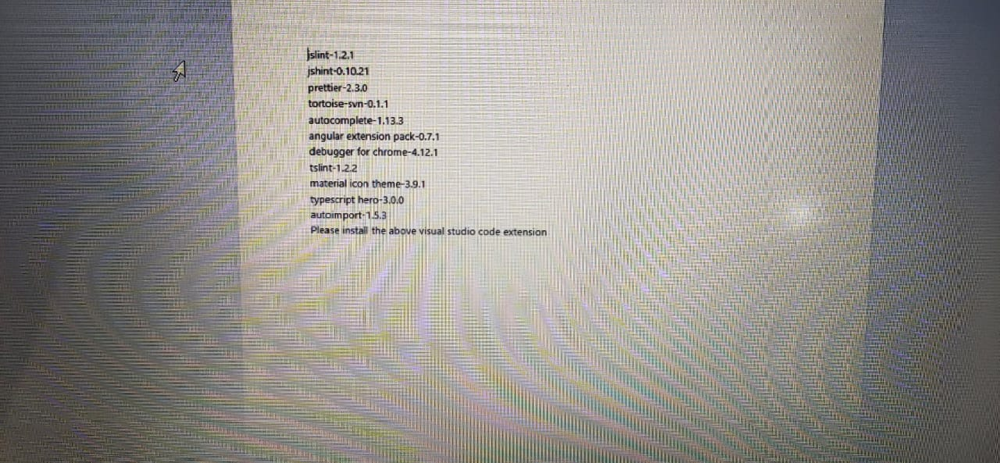 jslint-1.2.1
jshint-0.10.21
prettier-2.3.0
tortoise-svn-0.1.1
autocomplete-1.13.3
angular extension pack-0.7.1
debugger for chrome-4.12.1
tslint-1.2.2
material icon theme-3.9.1
typescript hero-3.0.0
autoimport-1.5.3
Please install the above visual studio code extension